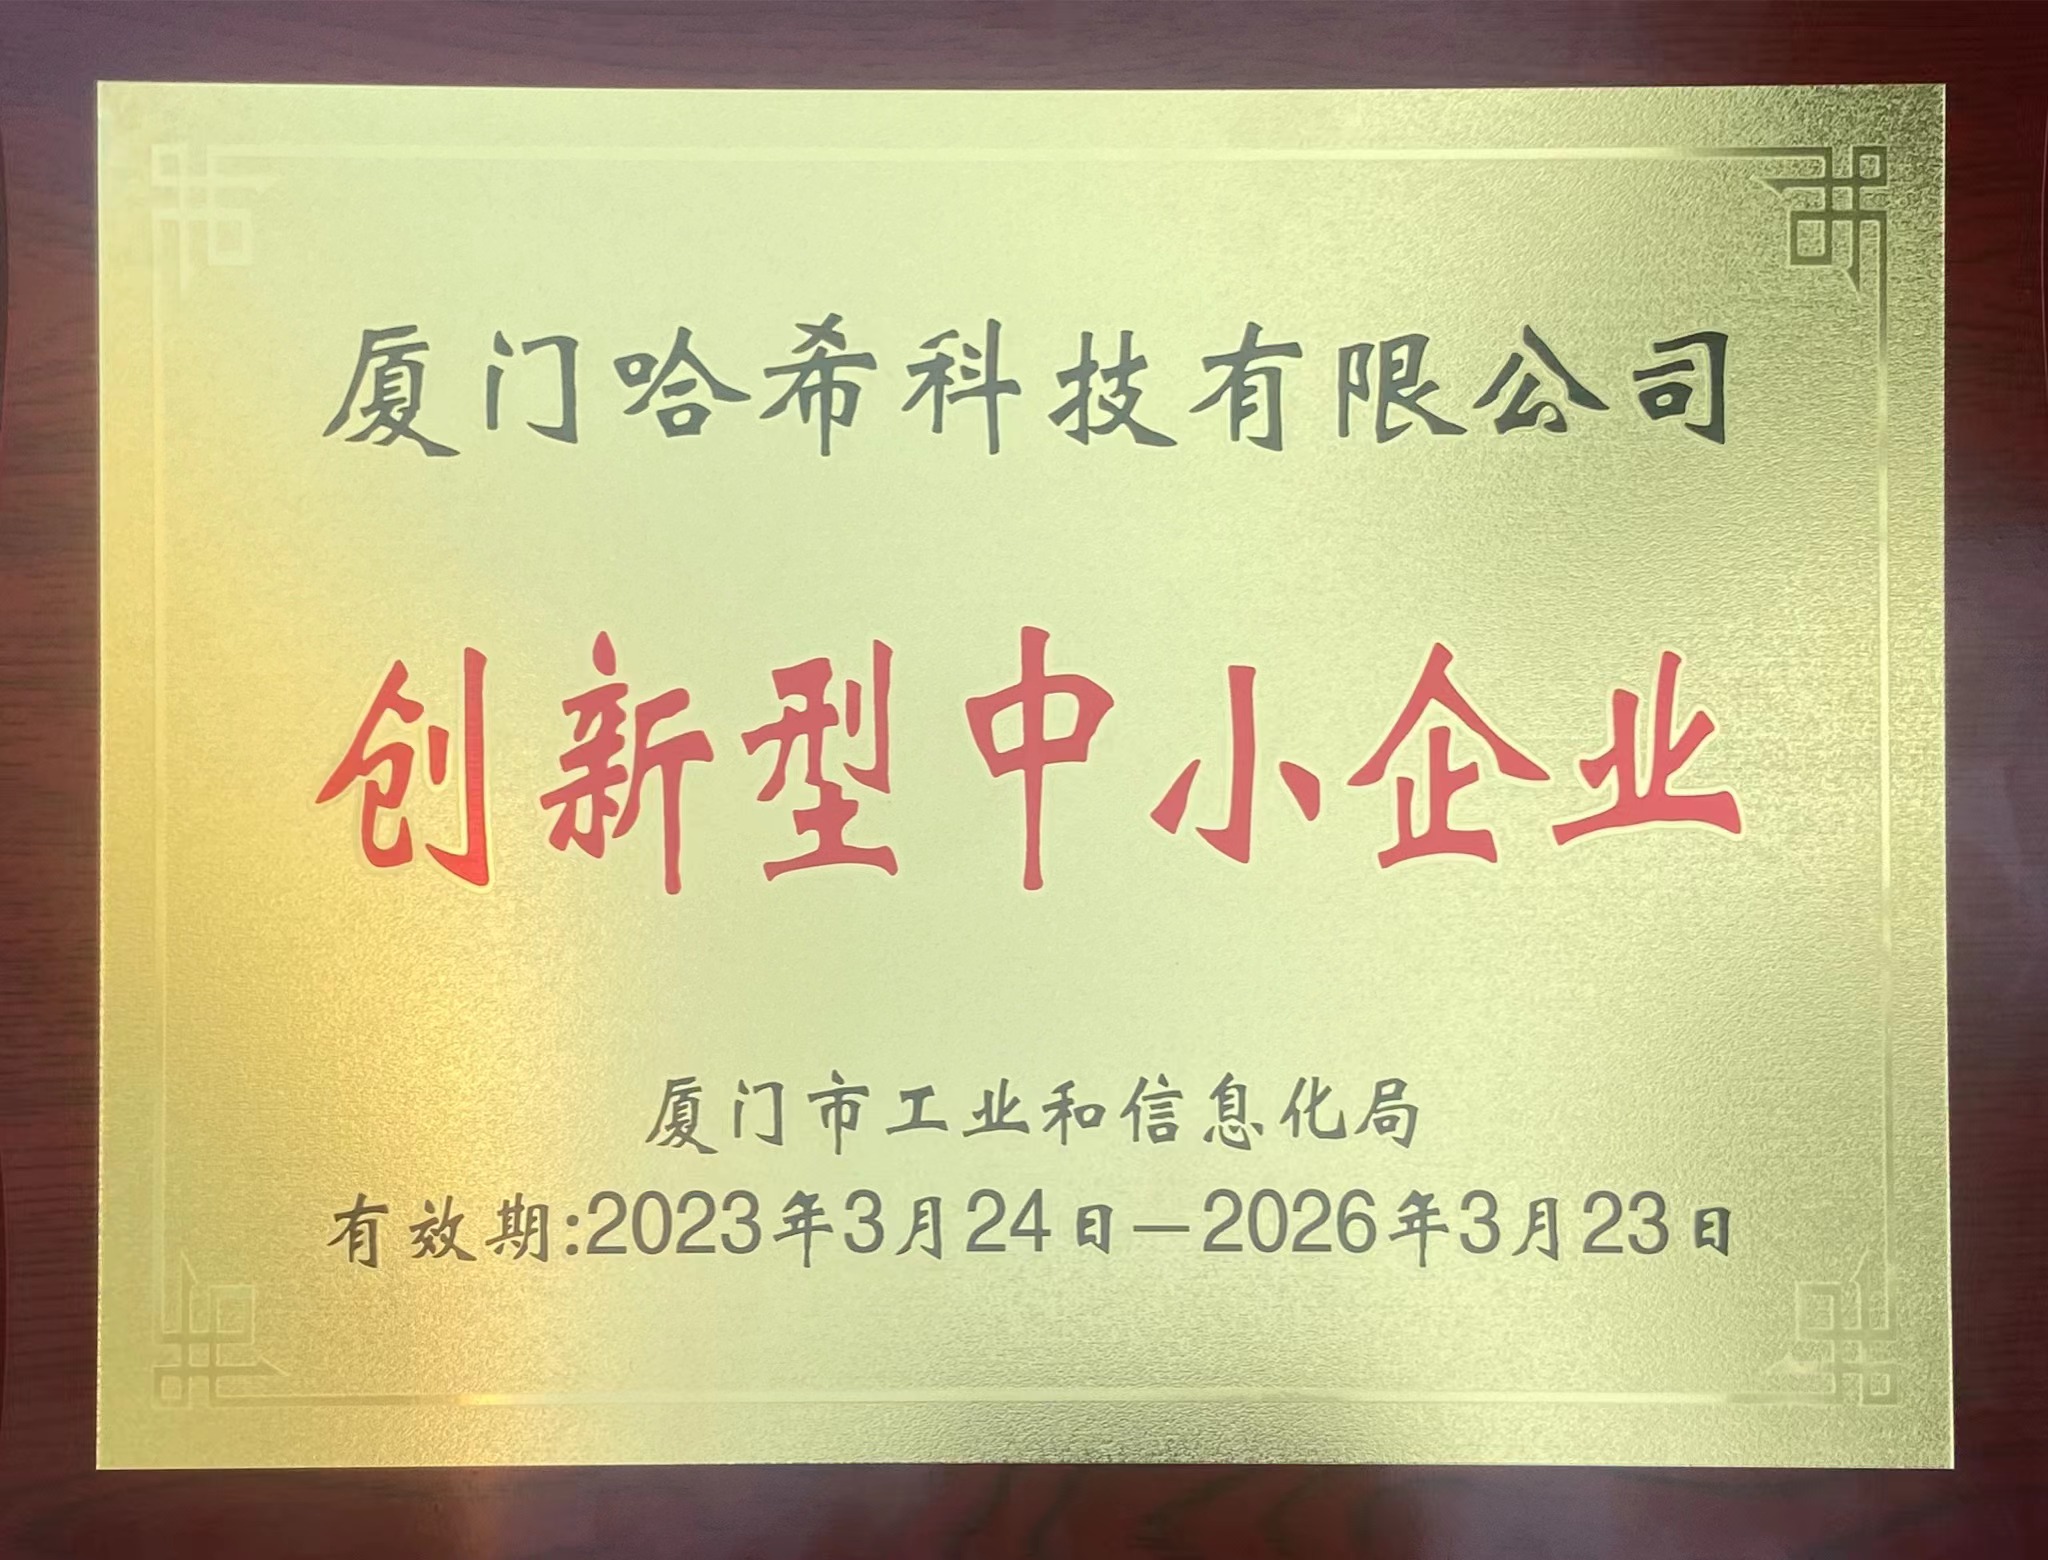 厦门哈希科技有限公司
创新型中小企业
厦门市工业和信息化局
有效期:2023年3月24日—2026年3月23日